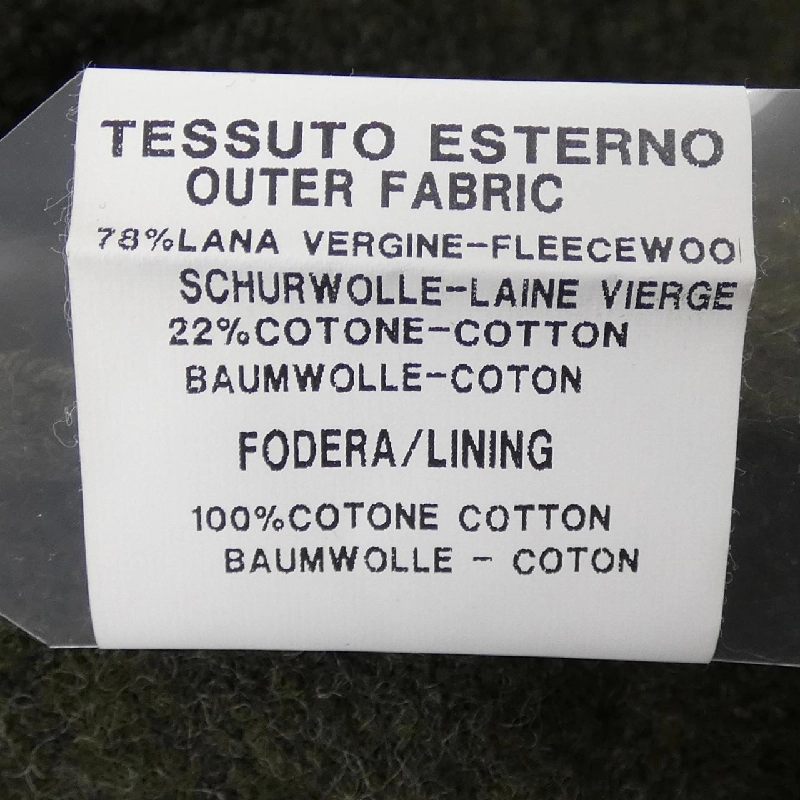 TESSUTO ESTERNO
OUTER FABRIC
78%LANA VERGINE-FLEECEWOO
SCHURWOLLE-LAINE VIERGE
22%COTONE-COTTON
BAUMWOLLE-COTON
FODERA/LINING
100%COTONE COTTON
BAUMWOLLE - COTON